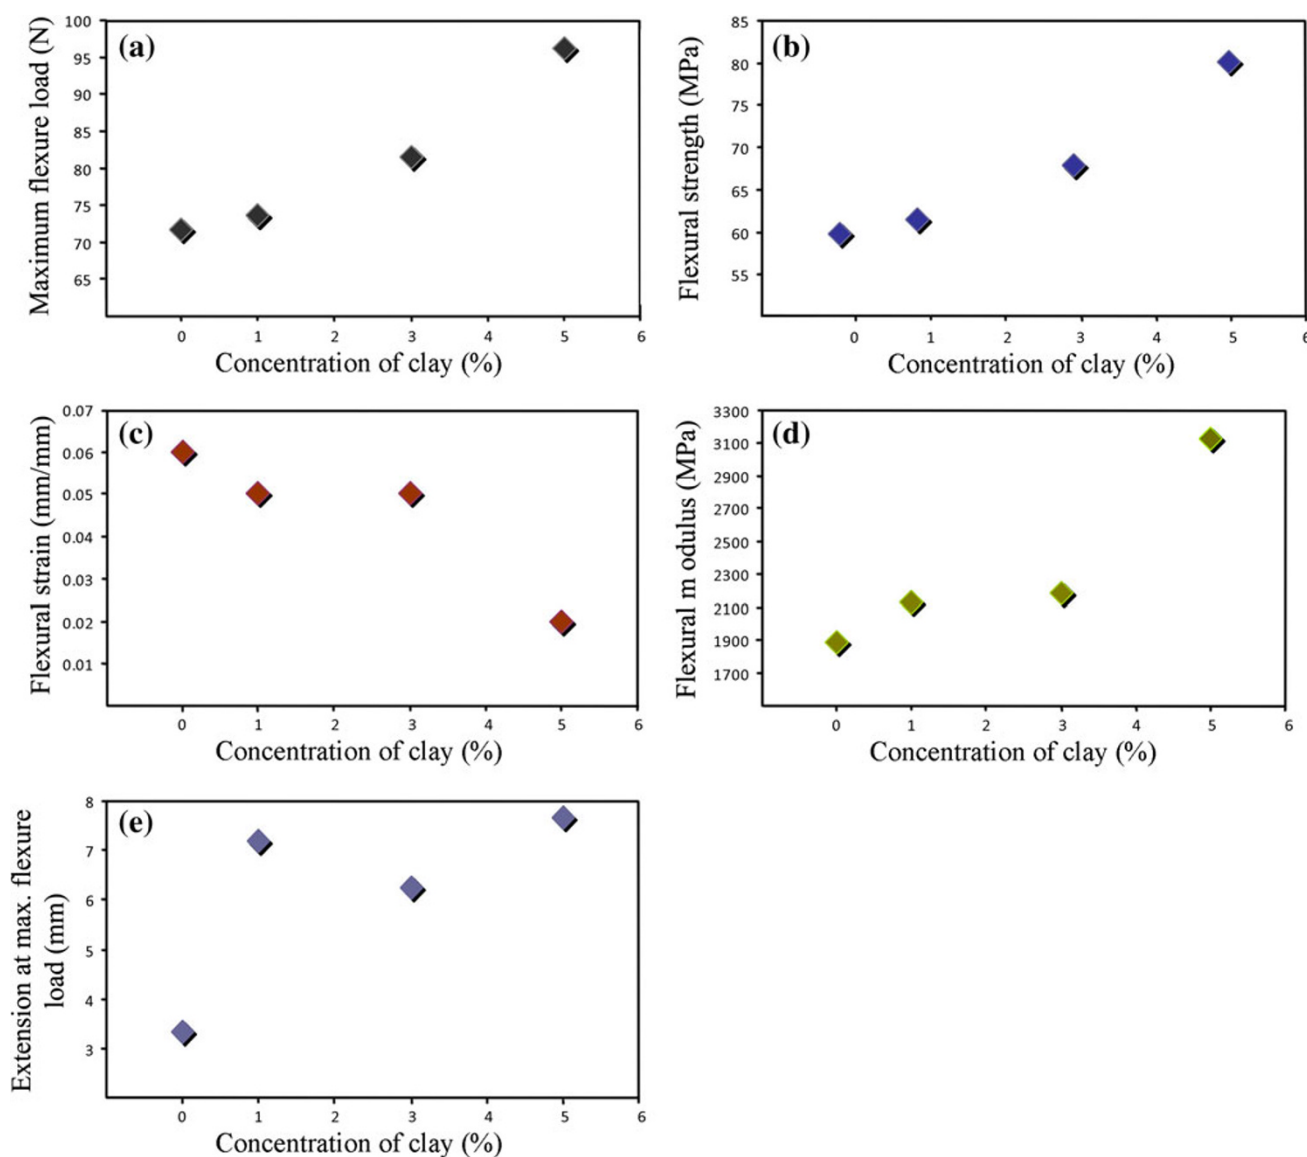 (a)
Maximum flexure load (N)
100
95
90
85
80
75
70
65
0 1 2 3 4 5 6
Concentration of clay (%)
(b)
Flexural strength (MPa)
85
80
75
70
65
60
55
0 1 2 3 4 5 6
Concentration of clay (%)
(c)
Flexural strain (mm/mm)
0.07
0.06
0.05
0.04
0.03
0.02
0.01
0 1 2 3 4 5 6
Concentration of clay (%)
(d)
Flexural m odulus (MPa)
3300
3100
2900
2700
2500
2300
2100
1900
1700
0 1 2 3 4 5 6
Concentration of clay (%)
(e)
Extension at max. flexure
load (mm)
8
7
6
5
4
3
0 1 2 3 4 5 6
Concentration of clay (%)